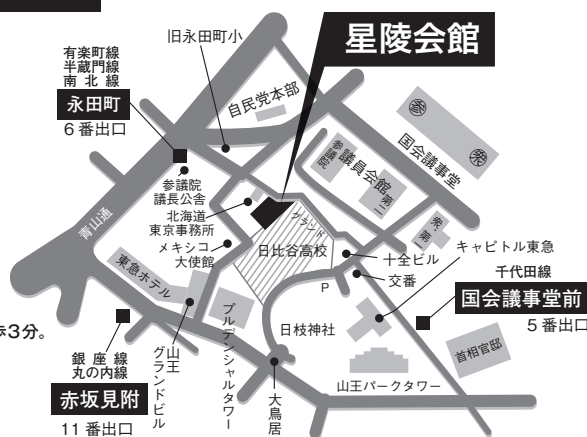 星陵会館
旧永田町小
有楽町線
半蔵門線
南北線
永田町
6番出口
自民党本部
参
衆
国会議事堂
参議院
議員会館
第二
衆・第一
参議院
議長公舎
北海道
東京事務所
メキシコ
大使館
グランド
日比谷高校
青山通
東急ホテル
十全ビル
交番
キャピトル東急
千代田線
国会議事堂前
5番出口
P
日枝神社
首相官邸
山王パークタワー
歩3分。
銀座線
丸の内線
赤坂見附
11番出口
山王
グランドビル
プルデンシャルタワー
大鳥居